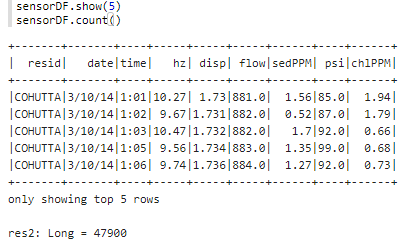 sensorDF.show(5)
sensorDF.count()
+-------+-------+----+-----+-----+-----+------+----+------+
|  resid|   date|time|   hz| disp| flow|sedPPM| psi|chlPPM|
+-------+-------+----+-----+-----+-----+------+----+------+
|COHUTTA|3/10/14|1:01|10.27| 1.73|881.0|  1.56|85.0|  1.94|
|COHUTTA|3/10/14|1:02| 9.67|1.731|882.0|  0.52|87.0|  1.79|
|COHUTTA|3/10/14|1:03|10.47|1.732|882.0|   1.7|92.0|  0.66|
|COHUTTA|3/10/14|1:05| 9.56|1.734|883.0|  1.35|99.0|  0.68|
|COHUTTA|3/10/14|1:06| 9.74|1.736|884.0|  1.27|92.0|  0.73|
+-------+-------+----+-----+-----+-----+------+----+------+
only showing top 5 rows
res2: Long = 47900